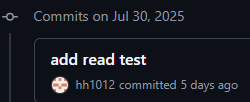 Commits on Jul 30, 2025
add read test
hh1012 committed 5 days ago